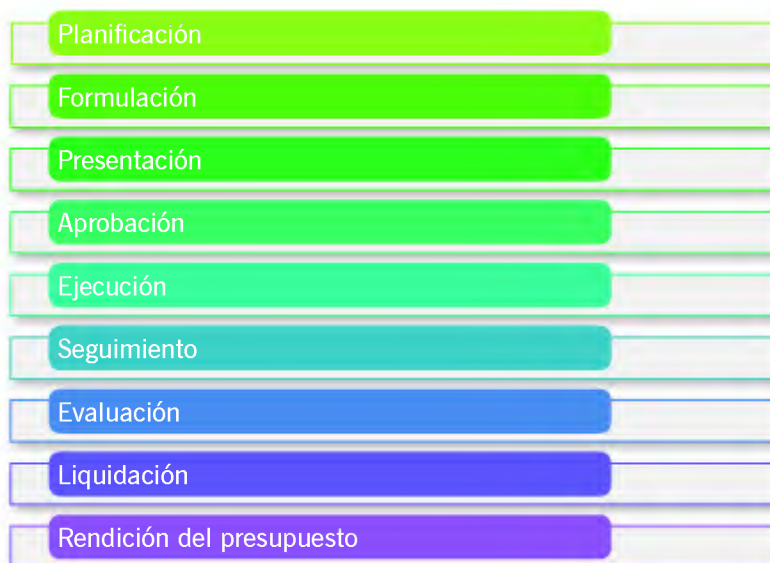 Planificación
Formulación
Presentación
Aprobación
Ejecución
Seguimiento
Evaluación
Liquidación
Rendición del presupuesto